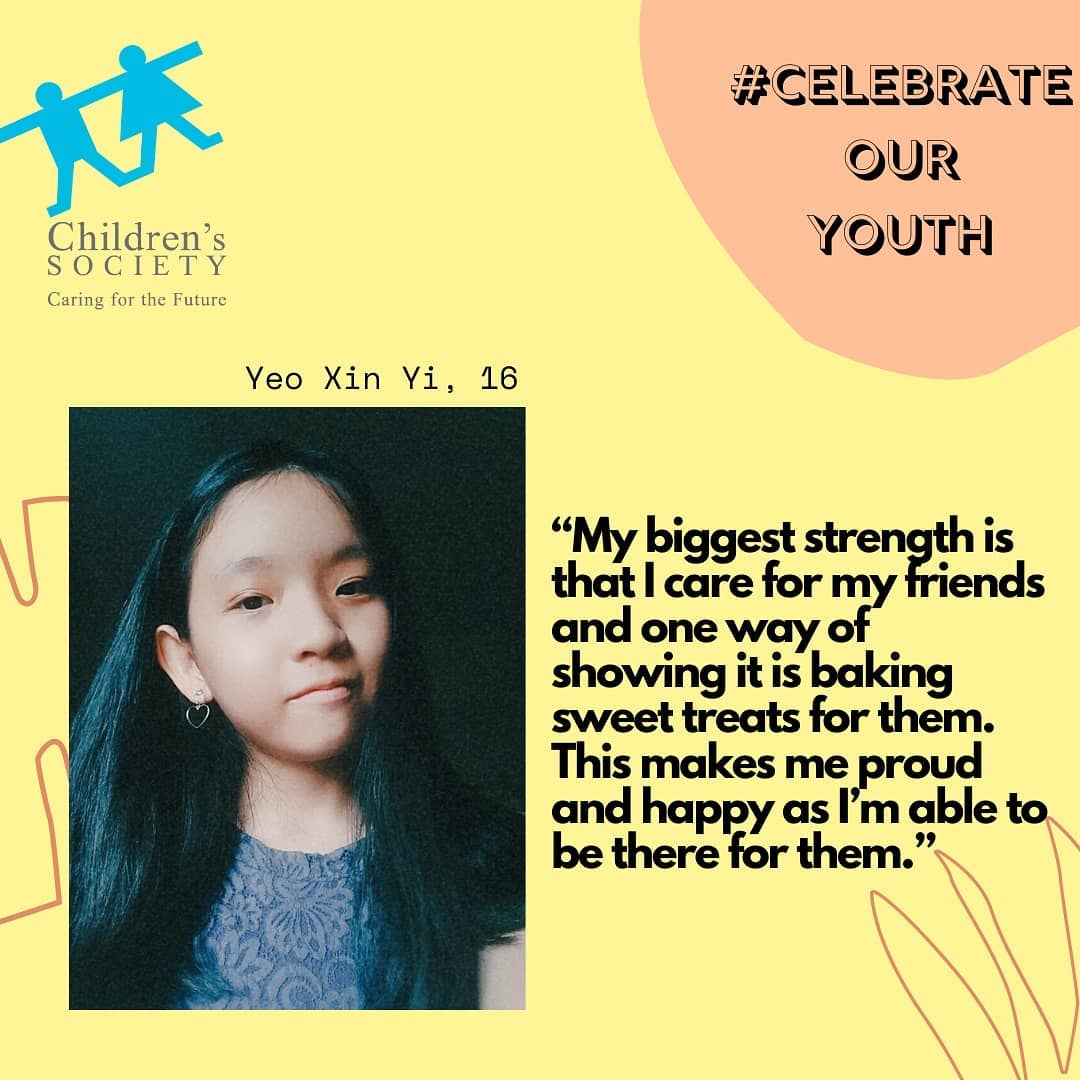 Children's
SOCIETY
Caring for the Future
#CELEBRATE
OUR
YOUTH
Yeo Xin Yi, 16
“My biggest strength is
that I care for my friends
and one way of
showing it is baking
sweet treats for them.
This makes me proud
and happy as I’m able to
be there for them.”